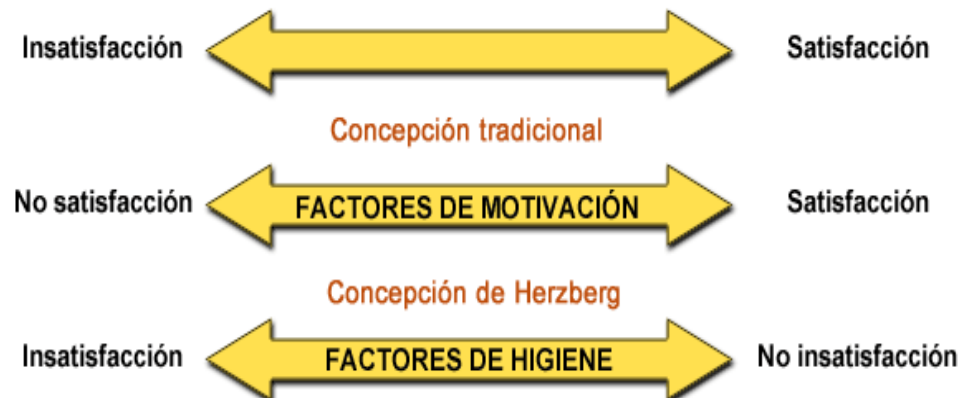 Insatisfacción Satisfacción
Concepción tradicional
No satisfacción FACTORES DE MOTIVACIÓN Satisfacción
Concepción de Herzberg
Insatisfacción FACTORES DE HIGIENE No insatisfacción